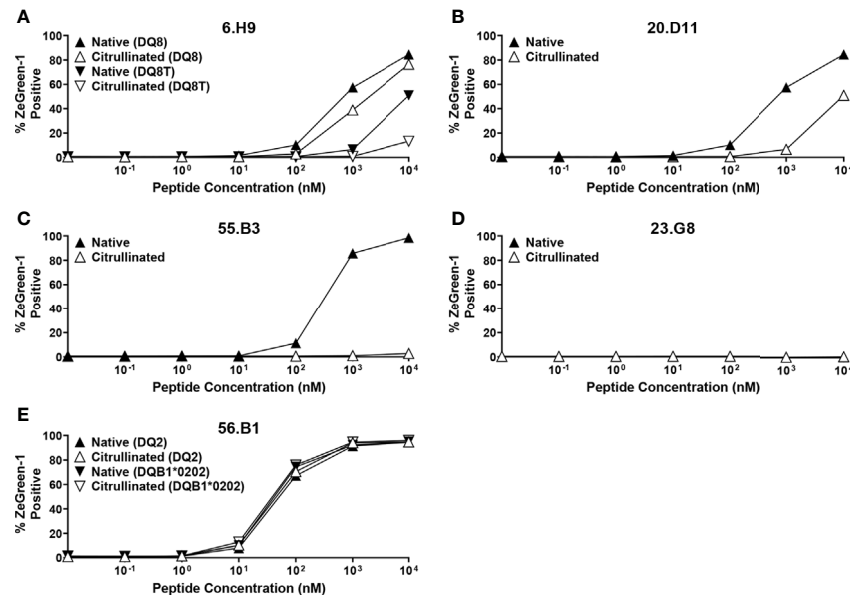 A
6.H9
100
80
60
40
20
0
% ZeGreen-1
Positive
Native (DQ8)
Citrullinated (DQ8)
Native (DQ8T)
Citrullinated (DQ8T)
10-1 100 101 102 103 104
Peptide Concentration (nM)
B
20.D11
100
80
60
40
20
0
% ZeGreen-1
Positive
Native
Citrullinated
10-1 100 101 102 103
Peptide Concentration (nM)
C
55.B3
100
80
60
40
20
0
% ZeGreen-1
Positive
Native
Citrullinated
10-1 100 101 102 103 104
Peptide Concentration (nM)
D
23.G8
100
80
60
40
20
0
% ZeGreen-1
Positive
Native
Citrullinated
10-1 100 101 102 103
Peptide Concentration (nM)
E
56.B1
100
80
60
40
20
0
% ZeGreen-1
Positive
Native (DQ2)
Citrullinated (DQ2)
Native (DQB1*0202)
Citrullinated (DQB1*0202)
10-1 100 101 102 103 104
Peptide Concentration (nM)